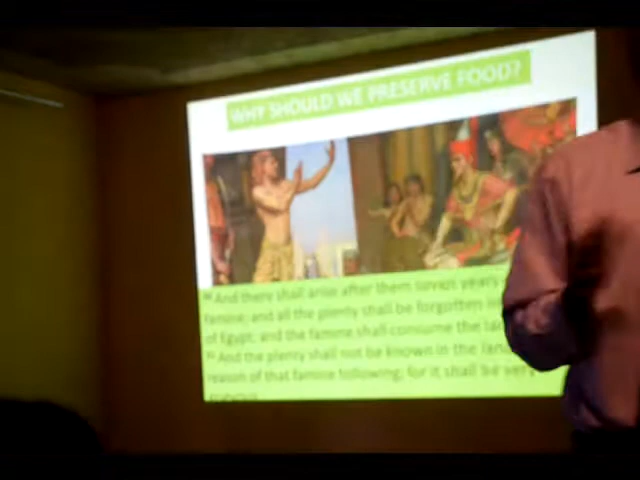 WHY SHOULD WE PRESERVE FOOD?
30 And there shall arise after them seven years
famine; and all the plenty shall be forgotten
of Egypt; and the famine shall consume the
31 And the plenty shall not be known in the land
reason of that famine following; for it shall be very